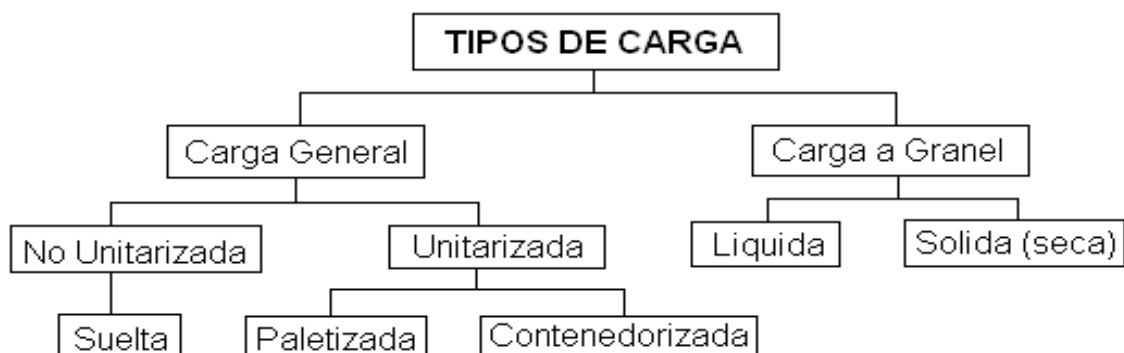 TIPOS DE CARGA
Carga General
Carga a Granel
No Unitarizada
Unitarizada
Liquida
Solida (seca)
Suelta
Paletizada
Contenedorizada